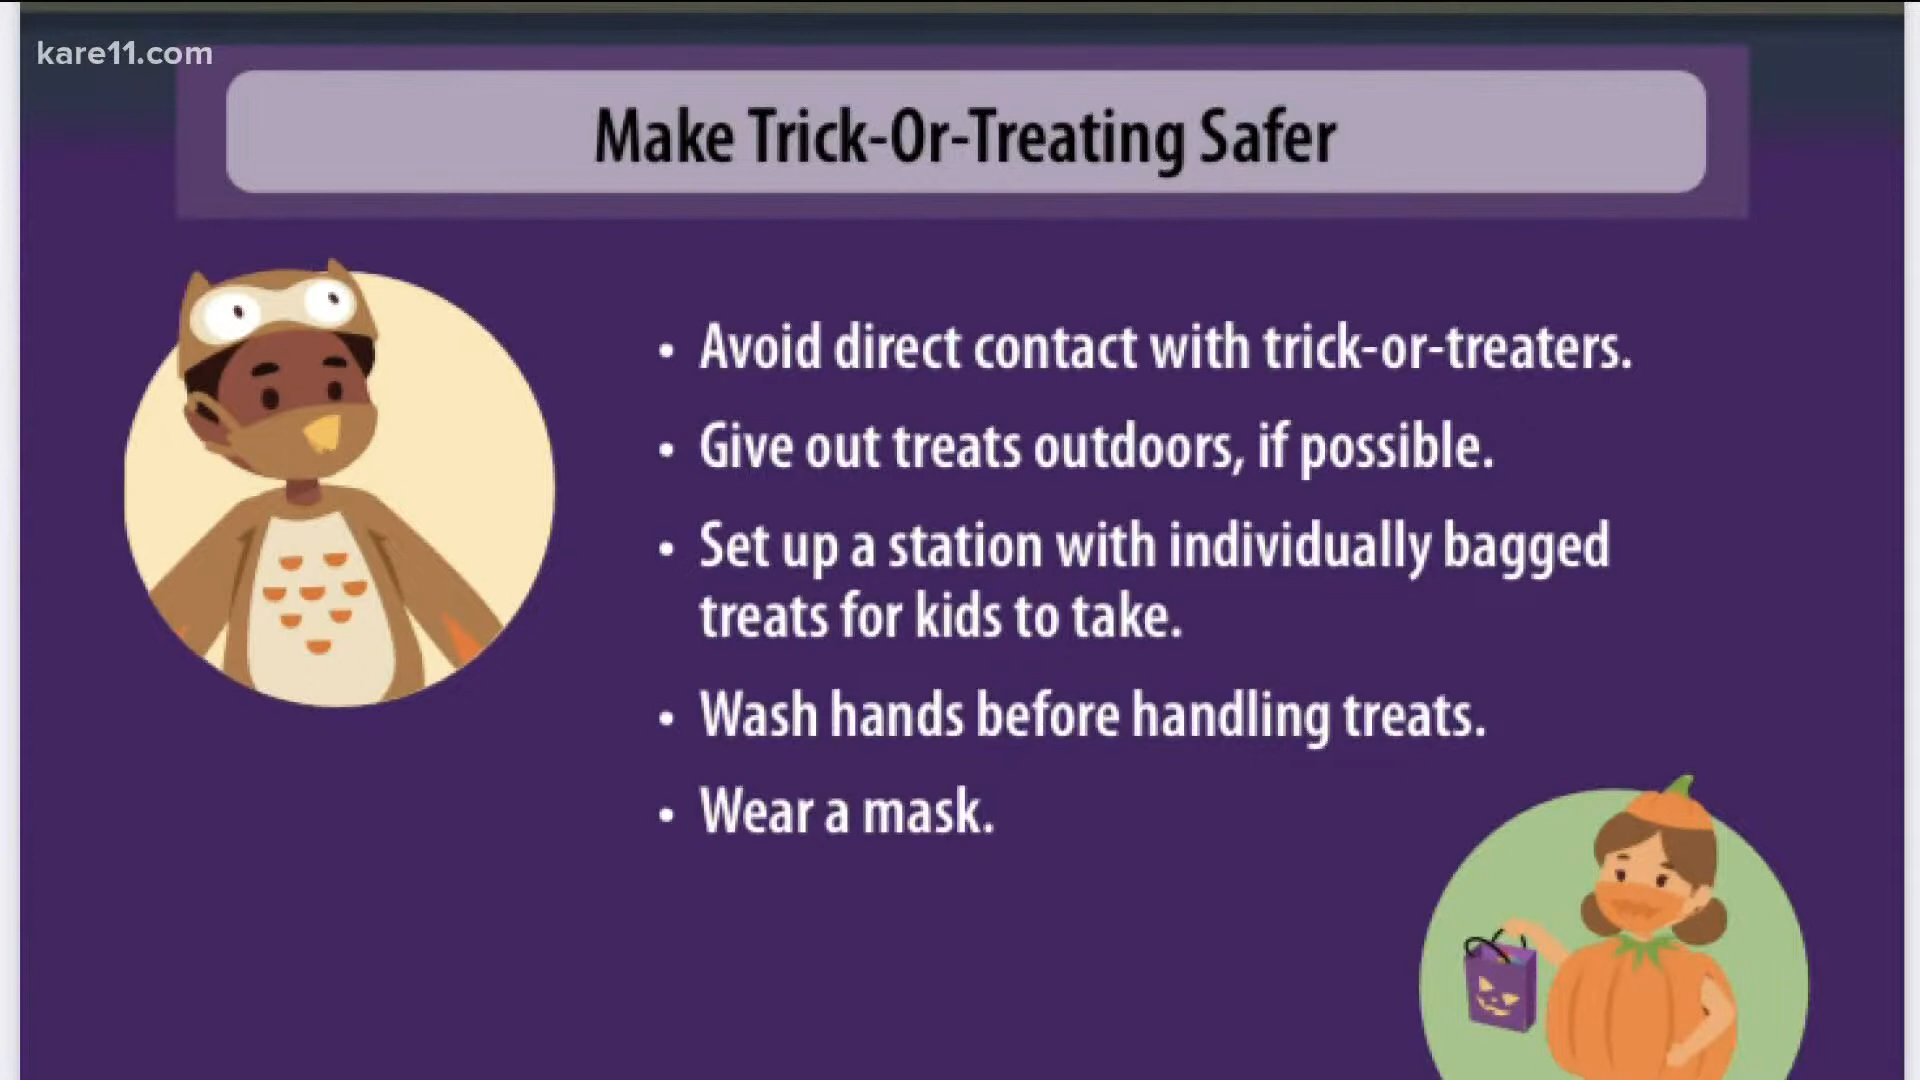 kare11.com
Make Trick-Or-Treating Safer
• Avoid direct contact with trick-or-treaters.
• Give out treats outdoors, if possible.
• Set up a station with individually bagged
treats for kids to take.
• Wash hands before handling treats.
• Wear a mask.